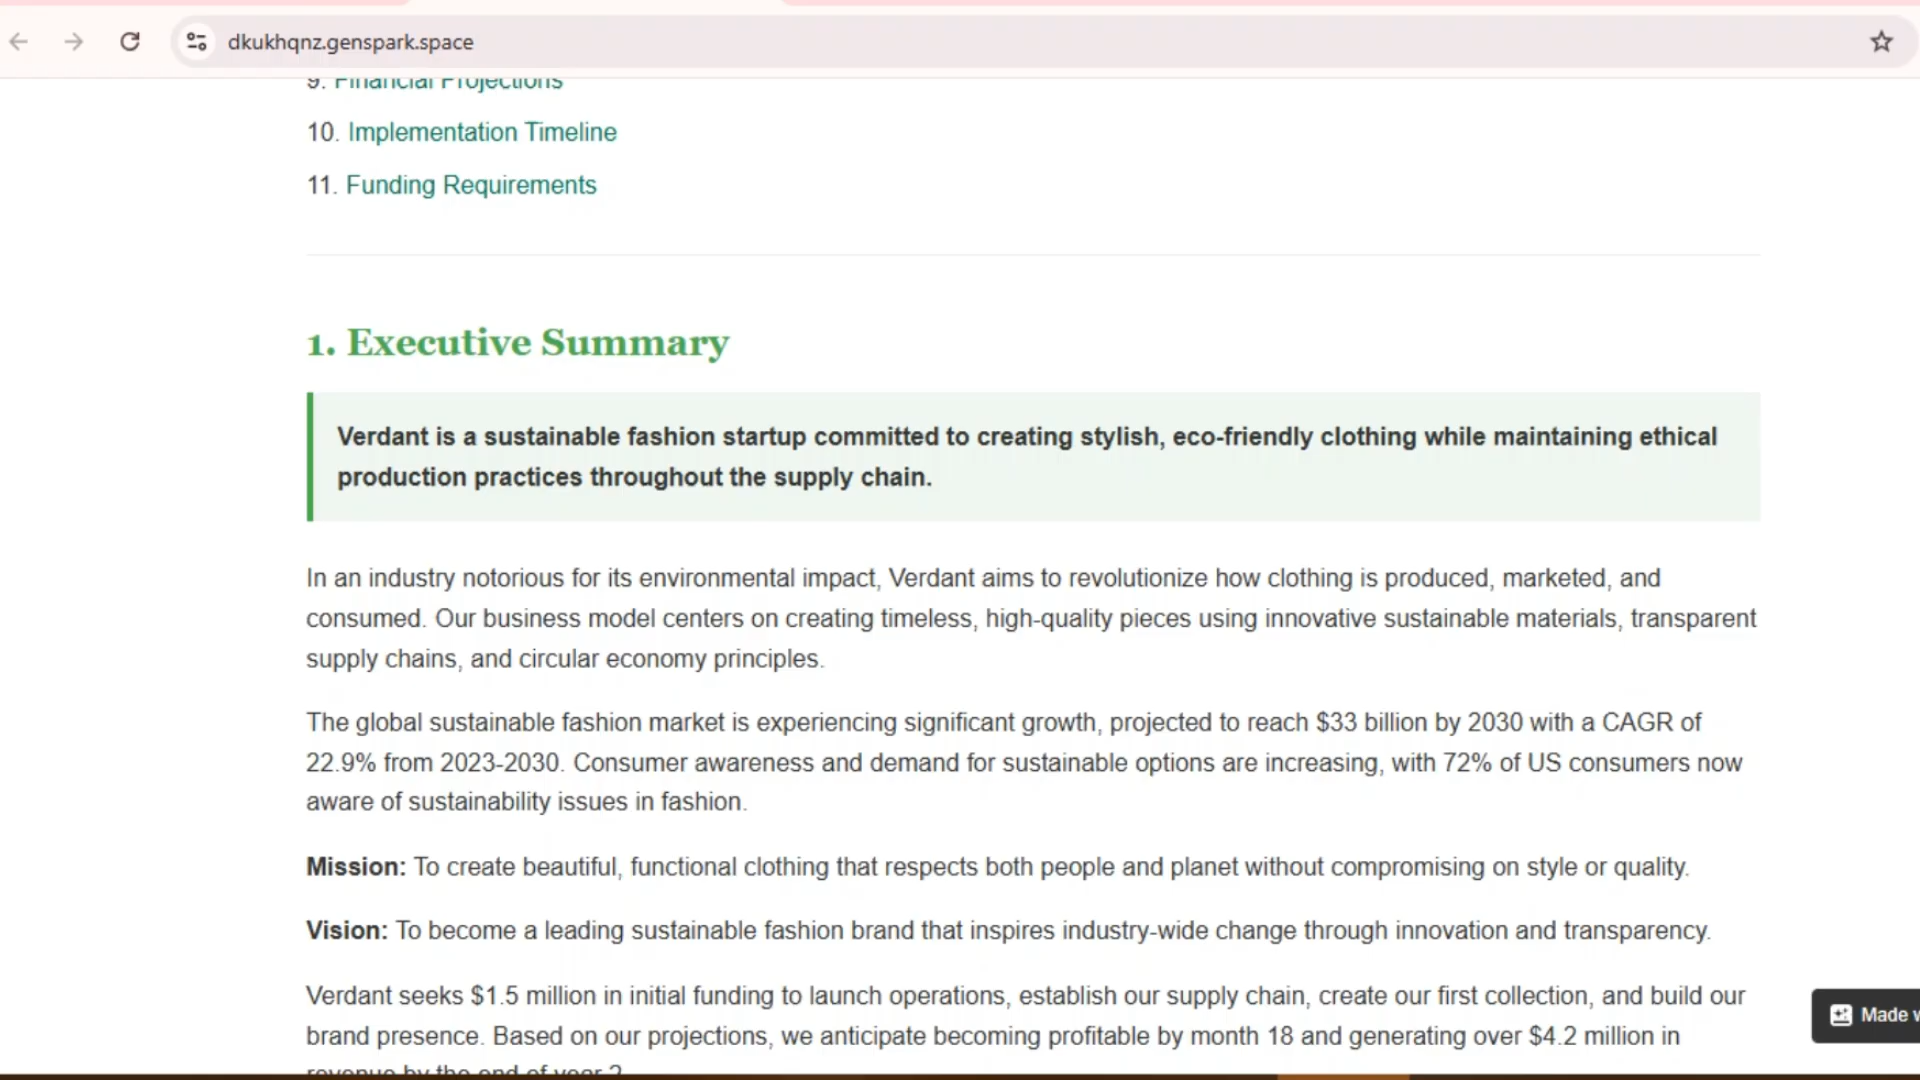 dkukhqnz.genspark.space
9. Financial Projections
10. Implementation Timeline
11. Funding Requirements
1. Executive Summary
Verdant is a sustainable fashion startup committed to creating stylish, eco-friendly clothing while maintaining ethical
production practices throughout the supply chain.
In an industry notorious for its environmental impact, Verdant aims to revolutionize how clothing is produced, marketed, and
consumed. Our business model centers on creating timeless, high-quality pieces using innovative sustainable materials, transparent
supply chains, and circular economy principles.
The global sustainable fashion market is experiencing significant growth, projected to reach $33 billion by 2030 with a CAGR of
22.9% from 2023-2030. Consumer awareness and demand for sustainable options are increasing, with 72% of US consumers now
aware of sustainability issues in fashion.
Mission: To create beautiful, functional clothing that respects both people and planet without compromising on style or quality.
Vision: To become a leading sustainable fashion brand that inspires industry-wide change through innovation and transparency.
Verdant seeks $1.5 million in initial funding to launch operations, establish our supply chain, create our first collection, and build our
brand presence. Based on our projections, we anticipate becoming profitable by month 18 and generating over $4.2 million in
revenue by the end of year
Made